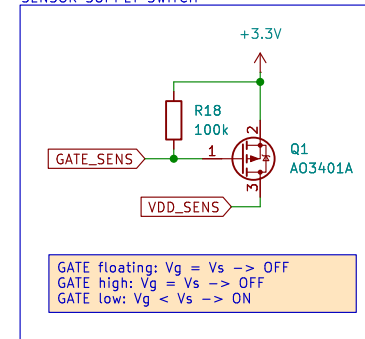 SENSOR SUPPLY SWITCH
+3.3V
R18
100k
2
1
Q1
AO3401A
GATE_SENS
3
VDD_SENS
GATE floating: Vg = Vs -> OFF
GATE high: Vg = Vs -> OFF
GATE low: Vg < Vs -> ON